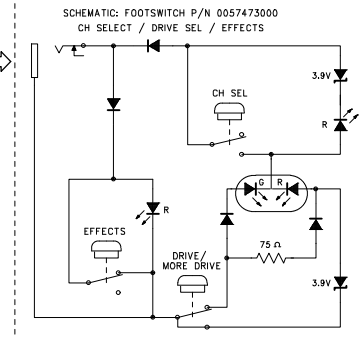 SCHEMATIC: FOOTSWITCH P/N 0057473000
CH SELECT / DRIVE SEL / EFFECTS
3.9V
CH SEL
R
G R
R
EFFECTS
DRIVE/
MORE DRIVE
75 Ω
3.9V